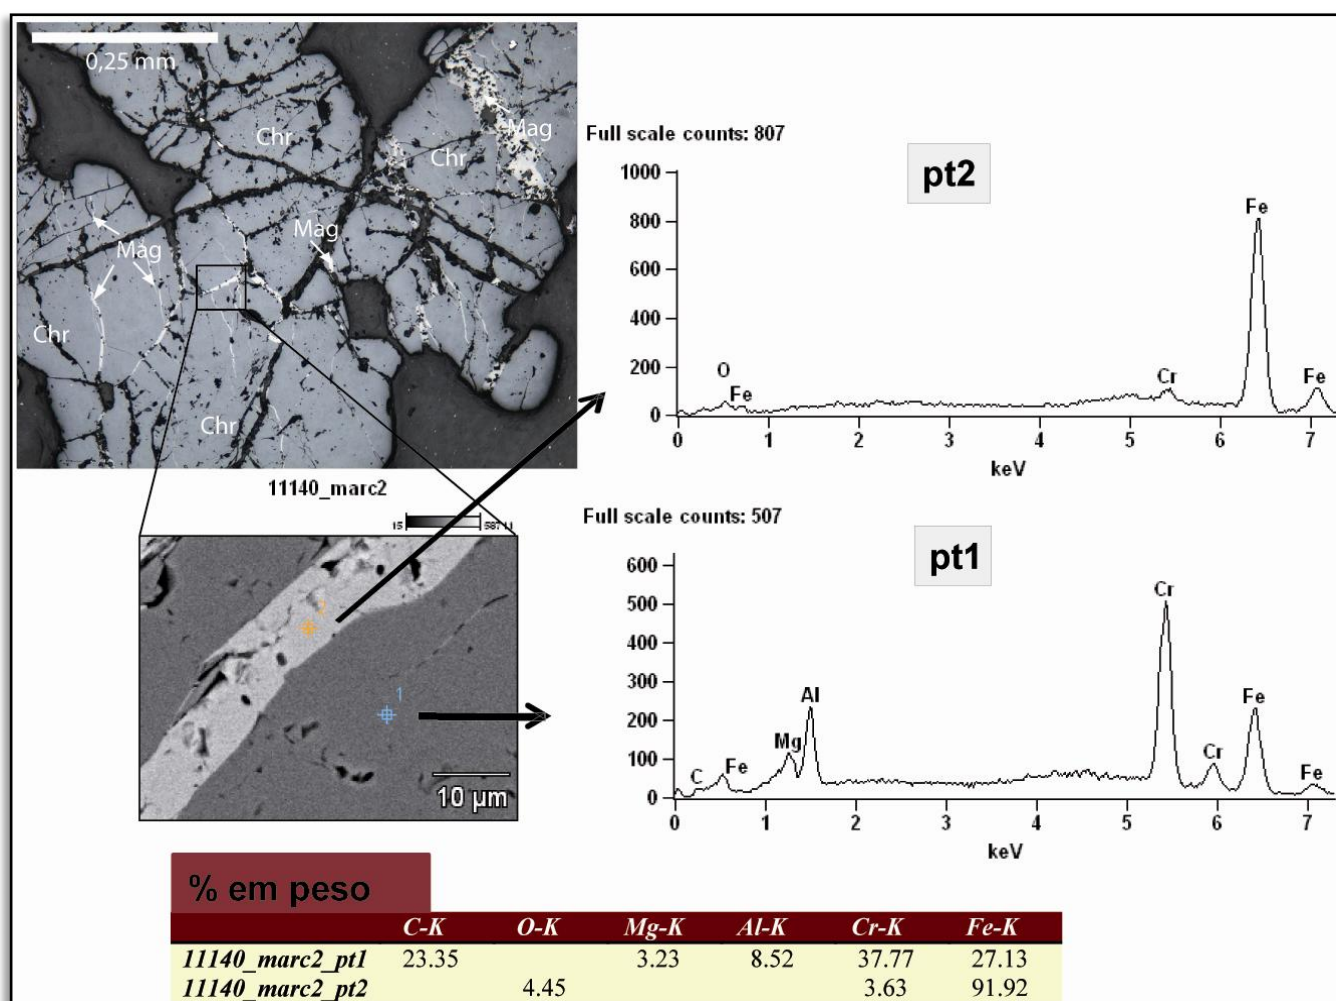 0,25 mm
Chr
Mag
Chr
Mag
Mag
Chr
Chr
11140_marc2
15
2
1
10 µm
Full scale counts: 807
pt2
1000
800
600
400
200
0
O
Fe
Cr
Fe
Fe
0 1 2 3 4 5 6 7
keV
Full scale counts: 507
pt1
600
500
400
300
200
100
0
C
Fe
Mg
Al
Cr
Cr
Fe
Fe
0 1 2 3 4 5 6 7
keV
% em peso
C-K O-K Mg-K Al-K Cr-K Fe-K
11140_marc2_pt1 23.35 3.23 8.52 37.77 27.13
11140_marc2_pt2 4.45 3.63 91.92